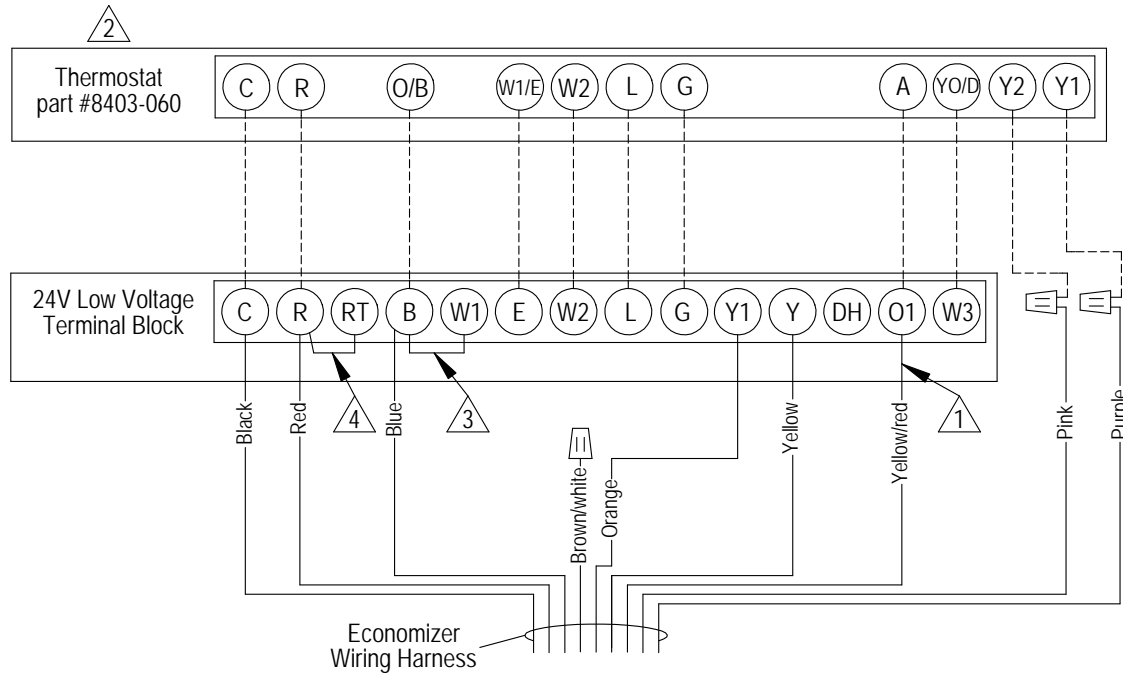 2
Thermostat
part #8403-060
C R O/B W1/E W2 L G A YO/D Y2 Y1
24V Low Voltage
Terminal Block
C R RT B W1 E W2 L G Y1 Y DH O1 W3
4 3 1
Black Red Blue Brown/white Orange Yellow Yellow/red Pink Purple
Economizer
Wiring Harness